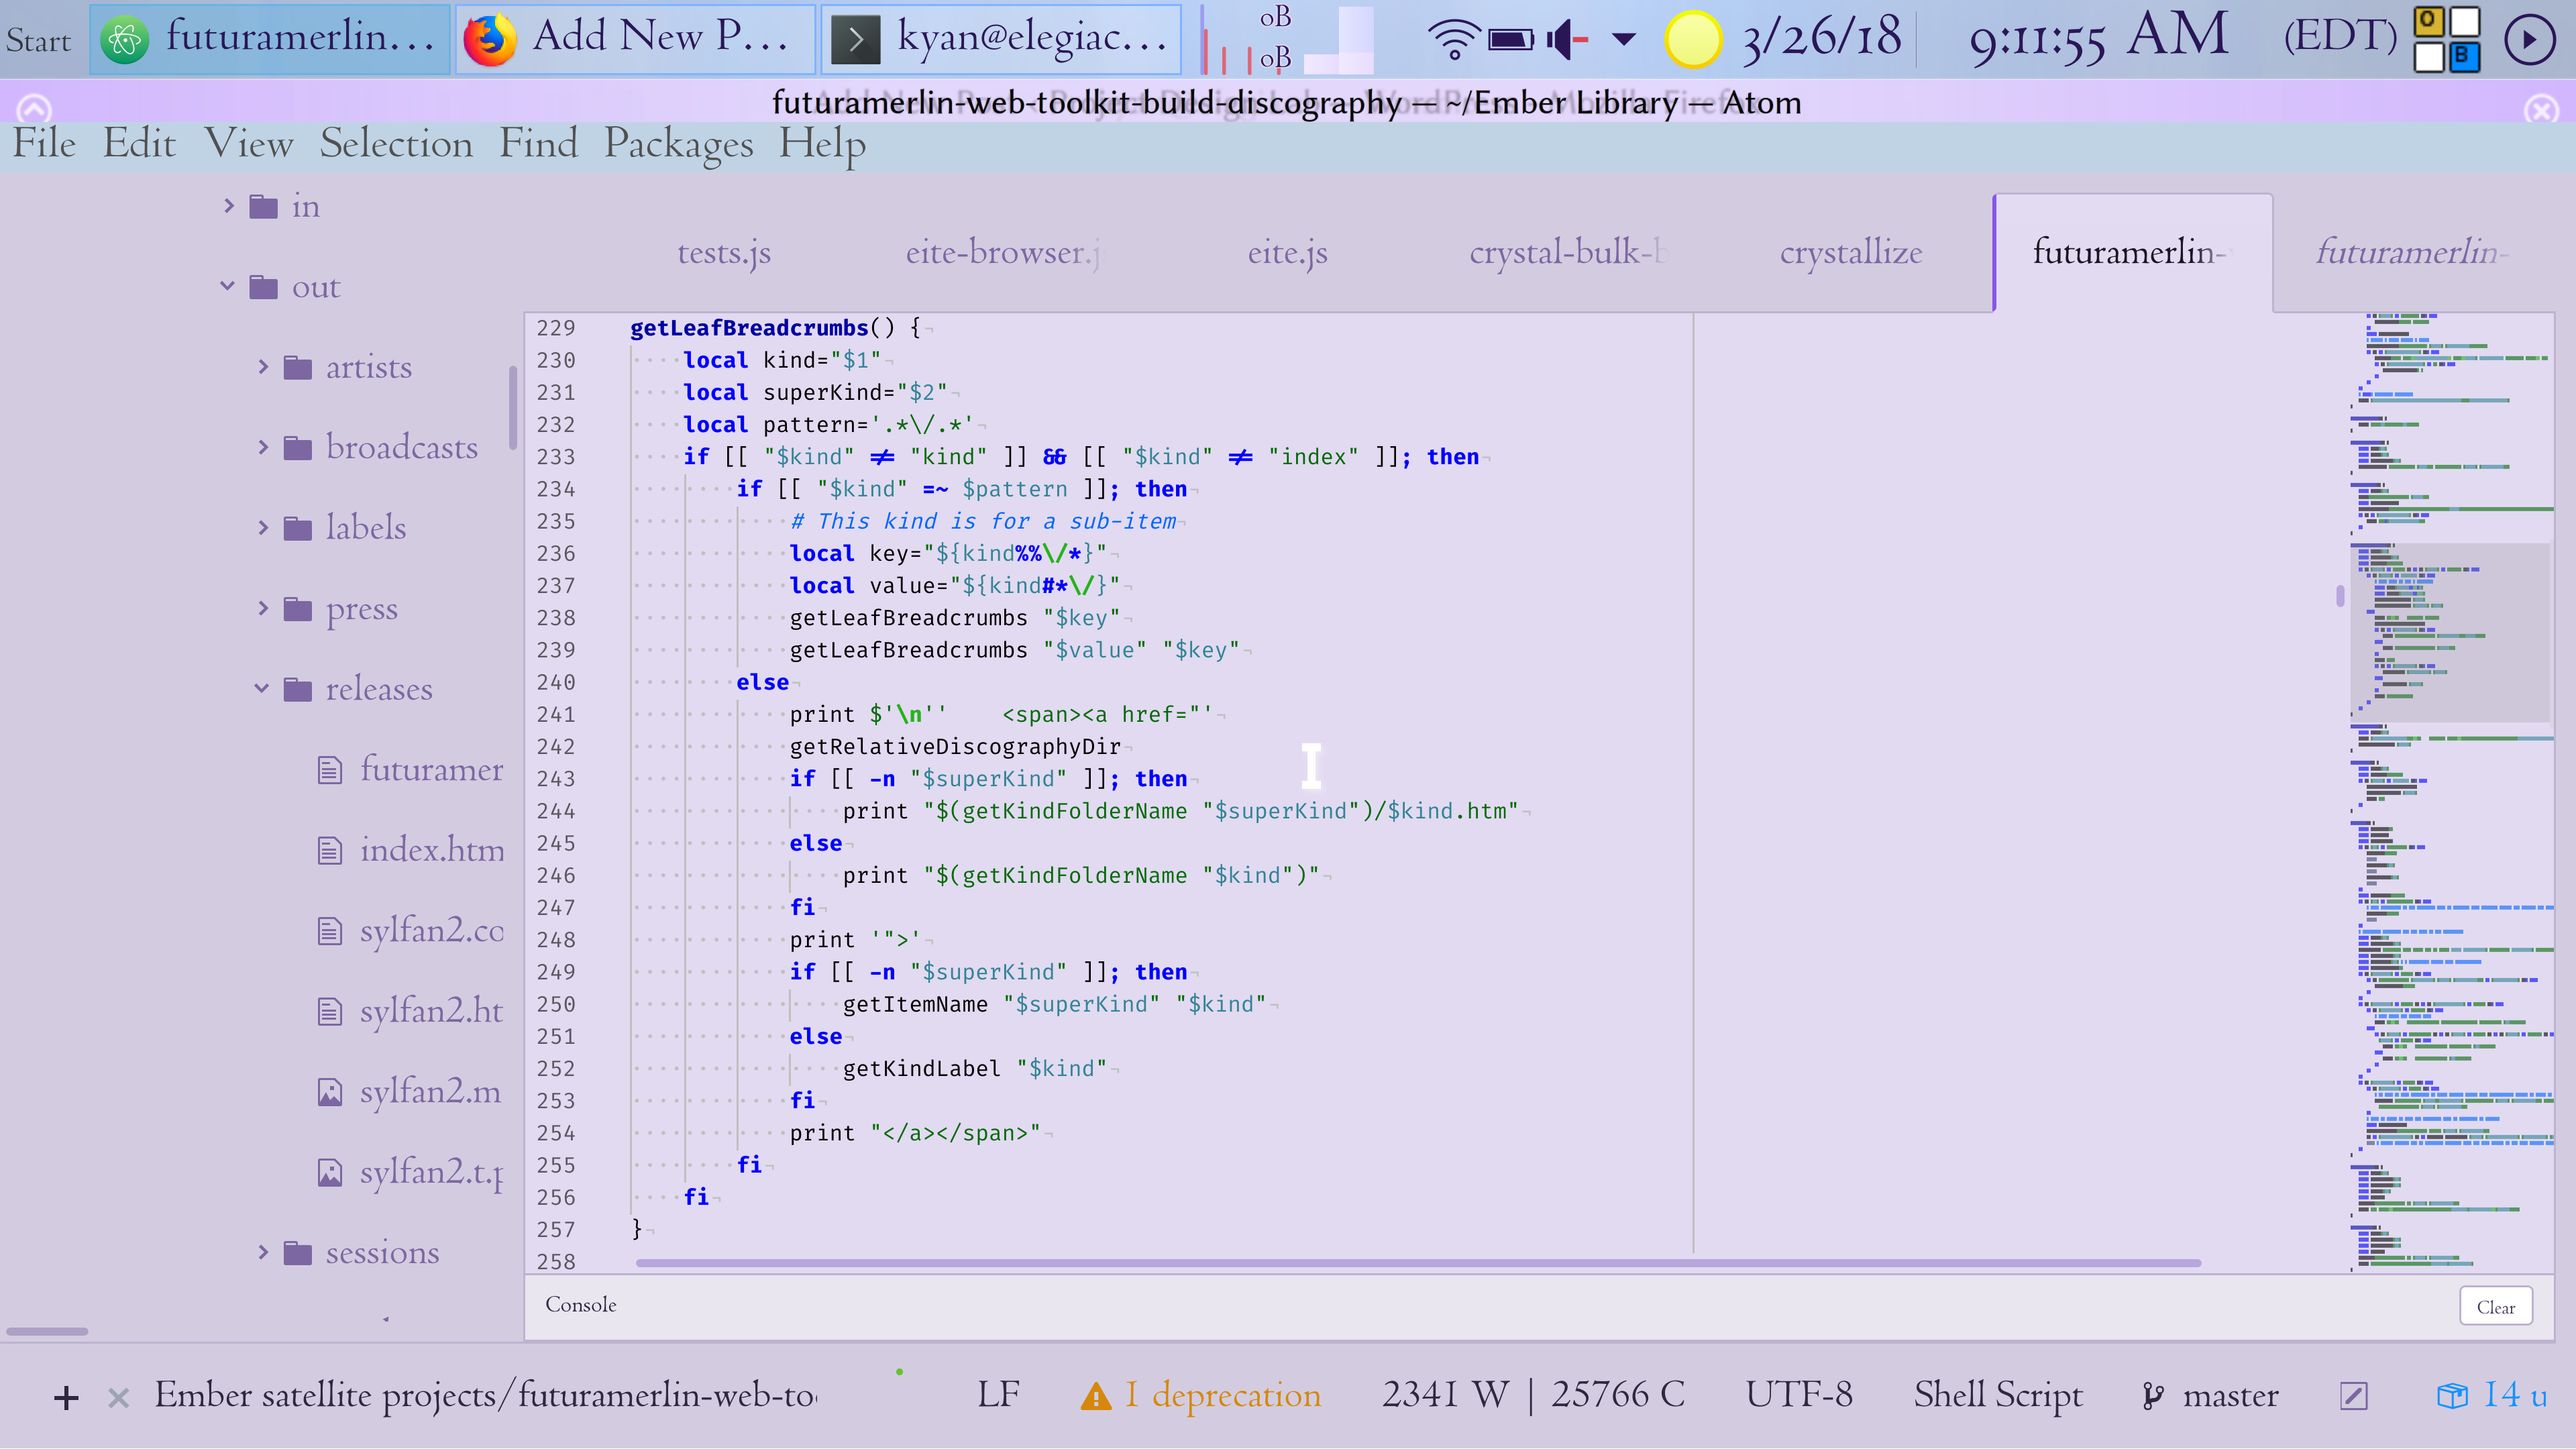 Start futuramerlin... Add New P... kyan@elegiac... 0B 0B 3/26/18 9:11:55 AM (EDT) O B
futuramerlin-web-toolkit-build-discography — ~/Ember Library — Atom
File Edit View Selection Find Packages Help
in
out
artists
broadcasts
labels
press
releases
futuramer
index.htm
sylfan2.co
sylfan2.ht
sylfan2.m
sylfan2.t.p
sessions
tests.js eite-browser.j eite.js crystal-bulk-b crystallize futuramerlin- futuramerlin-
229 getLeafBreadcrumbs() {¬
230 ····local kind="$1"¬
231 ····local superKind="$2"¬
232 ····local pattern='.*\/.*'¬
233 ····if [[ "$kind" != "kind" ]] && [[ "$kind" != "index" ]]; then¬
234 ········if [[ "$kind" =~ $pattern ]]; then¬
235 ············# This kind is for a sub-item¬
236 ············local key="${kind%%\/*}"¬
237 ············local value="${kind#*\/}"¬
238 ············getLeafBreadcrumbs "$key"¬
239 ············getLeafBreadcrumbs "$value" "$key"¬
240 ········else¬
241 ············print $'\n''    <span><a href="'¬
242 ············getRelativeDiscographyDir¬
243 ············if [[ -n "$superKind" ]]; then¬
244 ················print "$(getKindFolderName "$superKind")/$kind.htm"¬
245 ············else¬
246 ················print "$(getKindFolderName "$kind")"¬
247 ············fi¬
248 ············print '">'¬
249 ············if [[ -n "$superKind" ]]; then¬
250 ················getItemName "$superKind" "$kind"¬
251 ············else¬
252 ················getKindLabel "$kind"¬
253 ············fi¬
254 ············print "</a></span>"¬
255 ········fi¬
256 ····fi¬
257 }¬
258
Console Clear
Ember satellite projects/futuramerlin-web-to LF 1 deprecation 2341 W | 25766 C UTF-8 Shell Script master 14 u